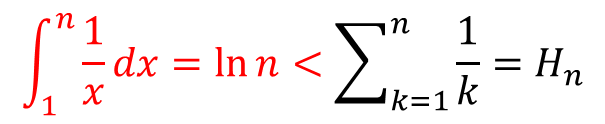 ∫₁ⁿ 1/x dx = ln n < ∑ₖ₌₁ⁿ 1/k = Hₙ